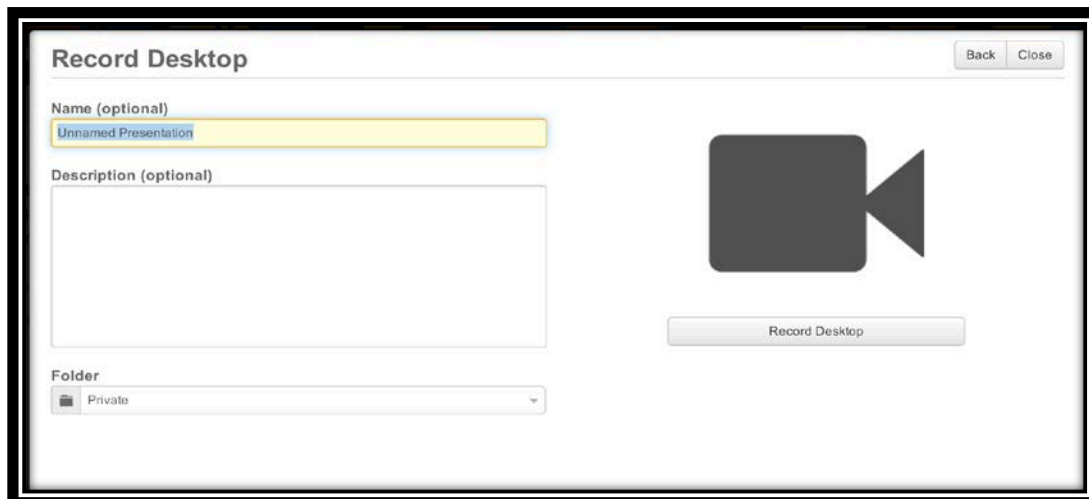 Record Desktop
Back Close
Name (optional)
Unnamed Presentation
Description (optional)
Record Desktop
Folder
Private